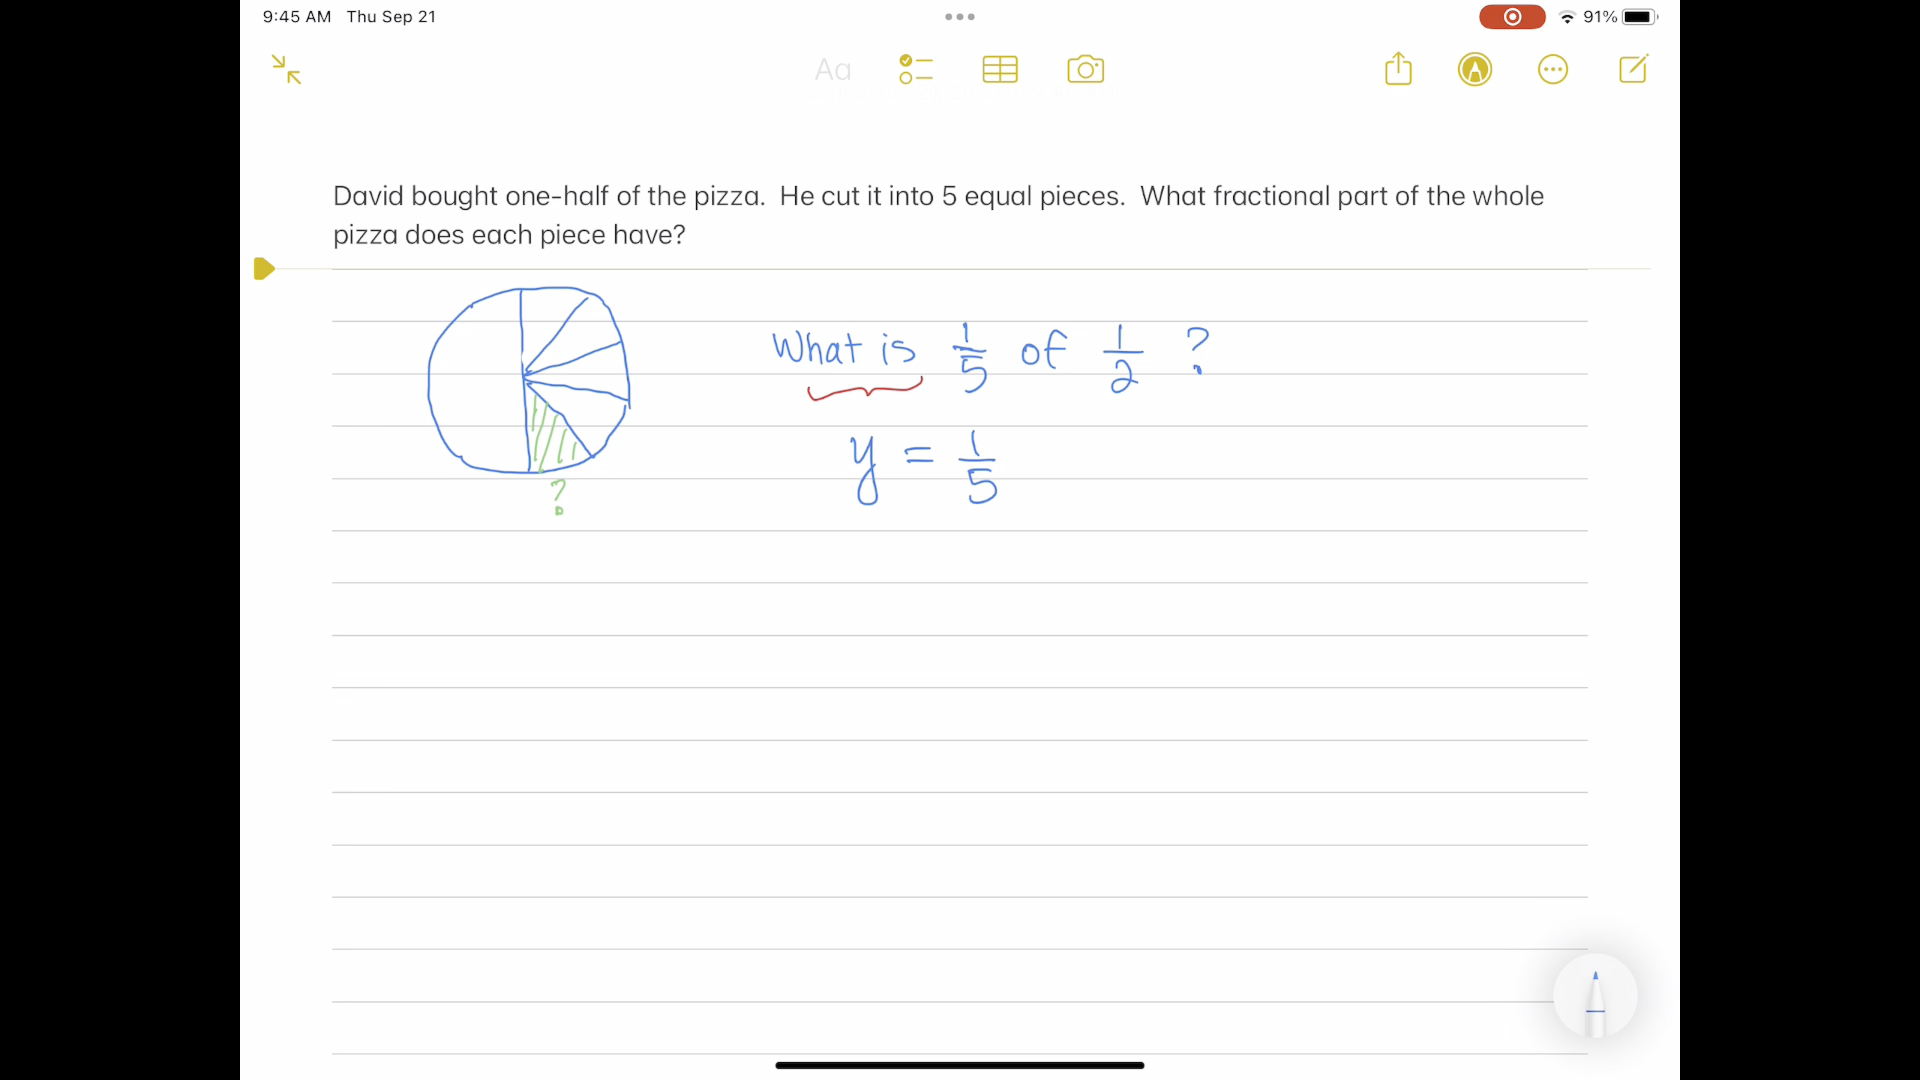 9:45 AM Thu Sep 21
91%
Aa
David bought one-half of the pizza. He cut it into 5 equal pieces. What fractional part of the whole
pizza does each piece have?
What is 1/5 of 1/2 ?
y = 1/5
?